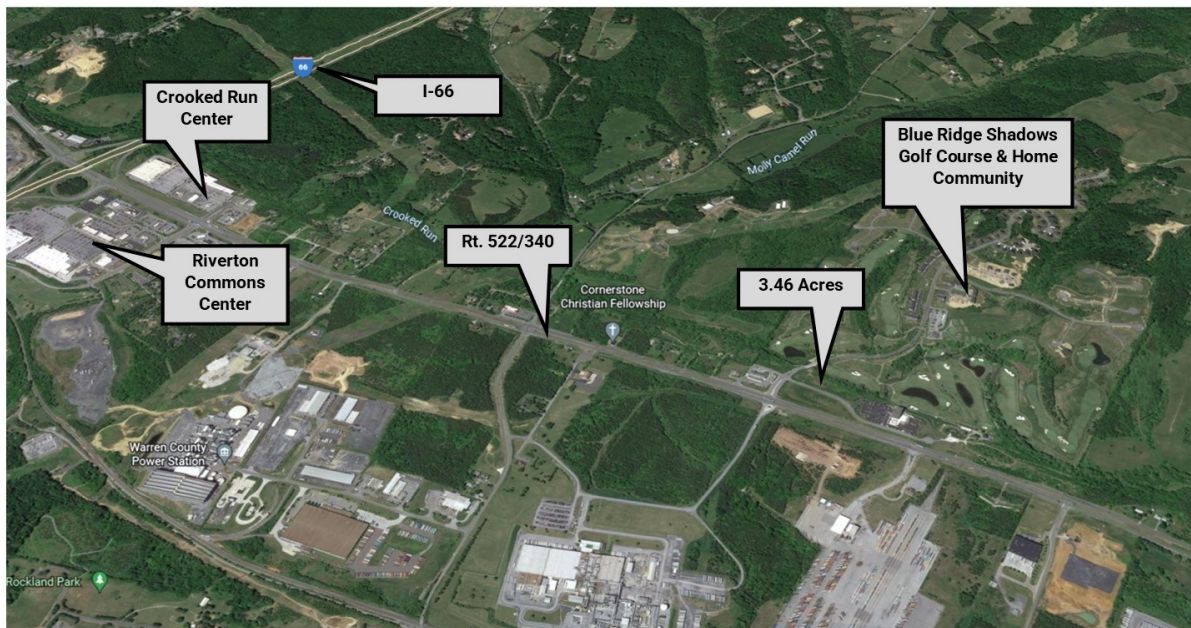 66
I-66
Crooked Run
Center
Blue Ridge Shadows
Golf Course & Home
Community
Molly Camel Run
Crooked Run
Rt. 522/340
Riverton
Commons
Center
3.46 Acres
Cornerstone
Christian Fellowship
Warren County
Power Station
Rockland Park